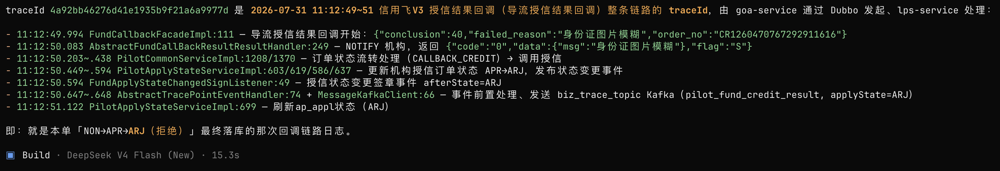 traceId 4a92bb46276d41e1935b9f21a6a9977d 是 2026-07-31 11:12:49~51 信用飞V3 授信结果回调（导流授信结果回调）整条链路的 traceId，由 goa-service 通过 Dubbo 发起、lps-service 处理：
- 11:12:49.994 FundCallbackFacadeImpl:111 — 导流授信结果回调开始：{"conclusion":40,"failed_reason":"身份证图片模糊","order_no":"CR1260470767292911616"}
- 11:12:50.083 AbstractFundCallBackResultResultHandler:249 — NOTIFY 机构，返回 {"code":"0","data":{"msg":"身份证图片模糊"},"flag":"S"}
- 11:12:50.203~.438 PilotCommonServiceImpl:1208/1370 — 订单状态流转处理（CALLBACK_CREDIT）→ 调用授信
- 11:12:50.449~.594 PilotApplyStateServiceImpl:603/619/586/637 — 更新机构授信订单状态 APR→ARJ，发布状态变更事件
- 11:12:50.594 FundApplyStateChangedSignListener:49 — 授信状态变更签章事件 afterState=ARJ
- 11:12:50.647~.648 AbstractTracePointEventHandler:74 + MessageKafkaClient:66 — 事件前置处理、发送 biz_trace_topic Kafka（pilot_fund_credit_result, applyState=ARJ）
- 11:12:51.122 PilotApplyStateServiceImpl:699 — 刷新ap_appl状态（ARJ）
即：就是本单「NON→APR→ARJ（拒绝）」最终落库的那次回调链路日志。
▣ Build · DeepSeek V4 Flash (New) · 15.3s